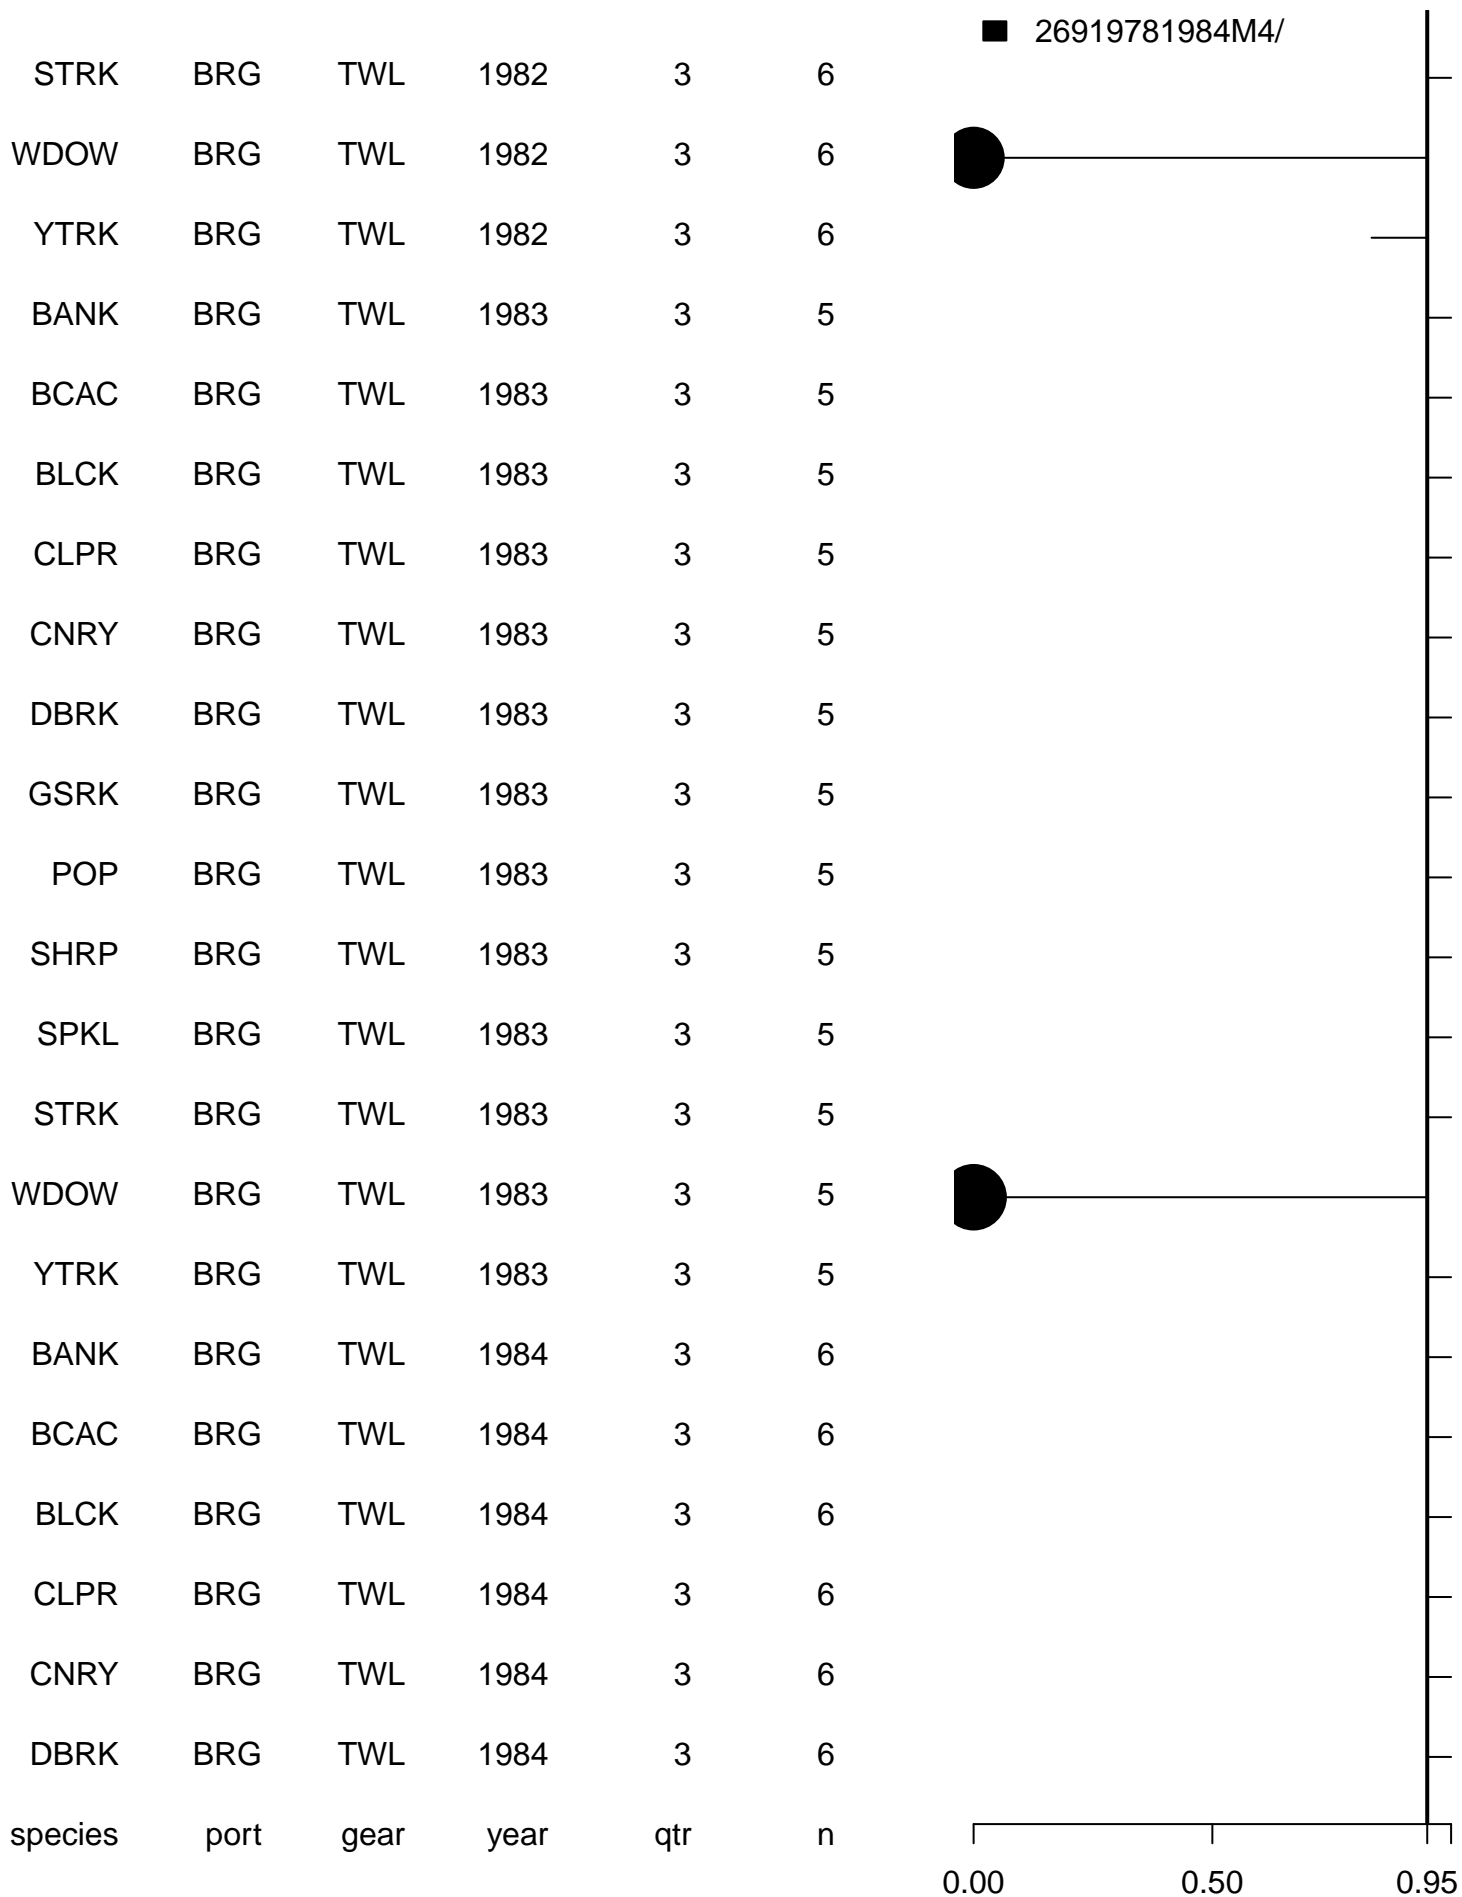 26919781984M4/
STRK BRG TWL 1982 3 6
WDOW BRG TWL 1982 3 6
YTRK BRG TWL 1982 3 6
BANK BRG TWL 1983 3 5
BCAC BRG TWL 1983 3 5
BLCK BRG TWL 1983 3 5
CLPR BRG TWL 1983 3 5
CNRY BRG TWL 1983 3 5
DBRK BRG TWL 1983 3 5
GSRK BRG TWL 1983 3 5
POP BRG TWL 1983 3 5
SHRP BRG TWL 1983 3 5
SPKL BRG TWL 1983 3 5
STRK BRG TWL 1983 3 5
WDOW BRG TWL 1983 3 5
YTRK BRG TWL 1983 3 5
BANK BRG TWL 1984 3 6
BCAC BRG TWL 1984 3 6
BLCK BRG TWL 1984 3 6
CLPR BRG TWL 1984 3 6
CNRY BRG TWL 1984 3 6
DBRK BRG TWL 1984 3 6
species port gear year qtr n
0.00 0.50 0.95